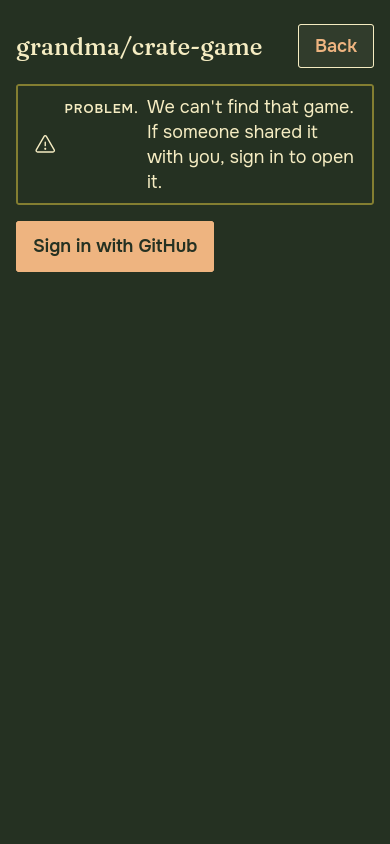 grandma/crate-game
Back
PROBLEM. We can't find that game.
If someone shared it
with you, sign in to open
it.
Sign in with GitHub